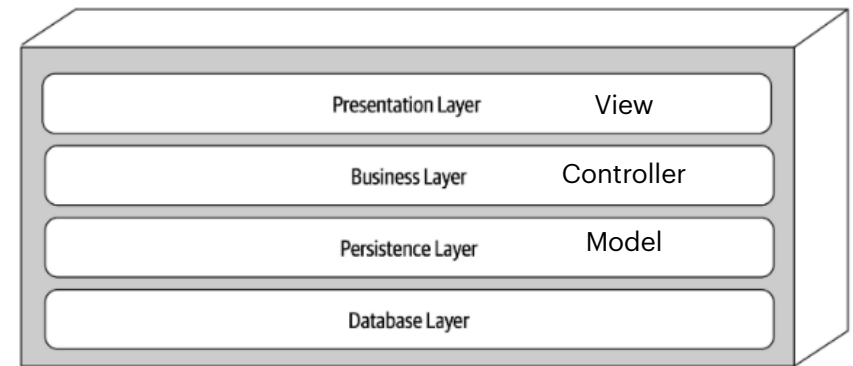 Presentation Layer View
Business Layer Controller
Persistence Layer Model
Database Layer